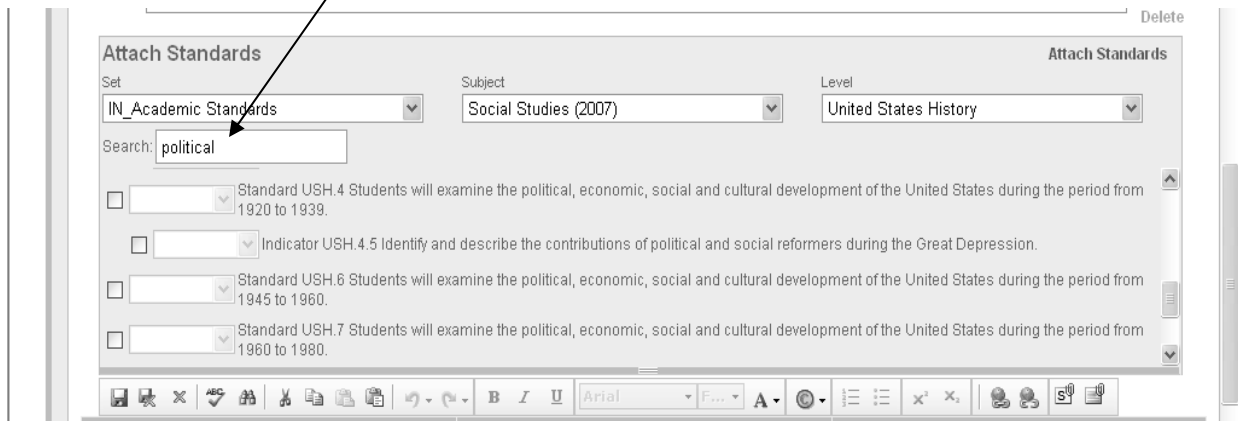 Delete
Attach Standards
Attach Standards
Set
Subject
Level
IN_Academic Standards
Social Studies (2007)
United States History
Search: political
Standard USH.4 Students will examine the political, economic, social and cultural development of the United States during the period from
1920 to 1939.
Indicator USH.4.5 Identify and describe the contributions of political and social reformers during the Great Depression.
Standard USH.6 Students will examine the political, economic, social and cultural development of the United States during the period from
1945 to 1960.
Standard USH.7 Students will examine the political, economic, social and cultural development of the United States during the period from
1960 to 1980.
ABC B I U Arial F... A © x² x₂ S